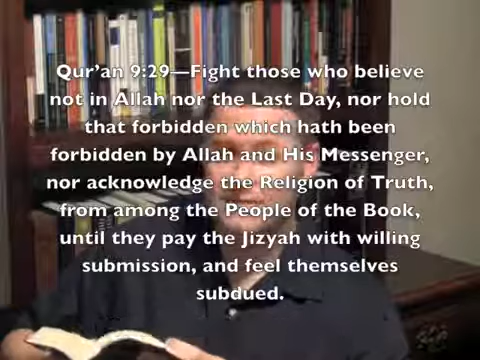 Qur’an 9:29—Fight those who believe
not in Allah nor the Last Day, nor hold
that forbidden which hath been
forbidden by Allah and His Messenger,
nor acknowledge the Religion of Truth,
from among the People of the Book,
until they pay the Jizyah with willing
submission, and feel themselves
subdued.